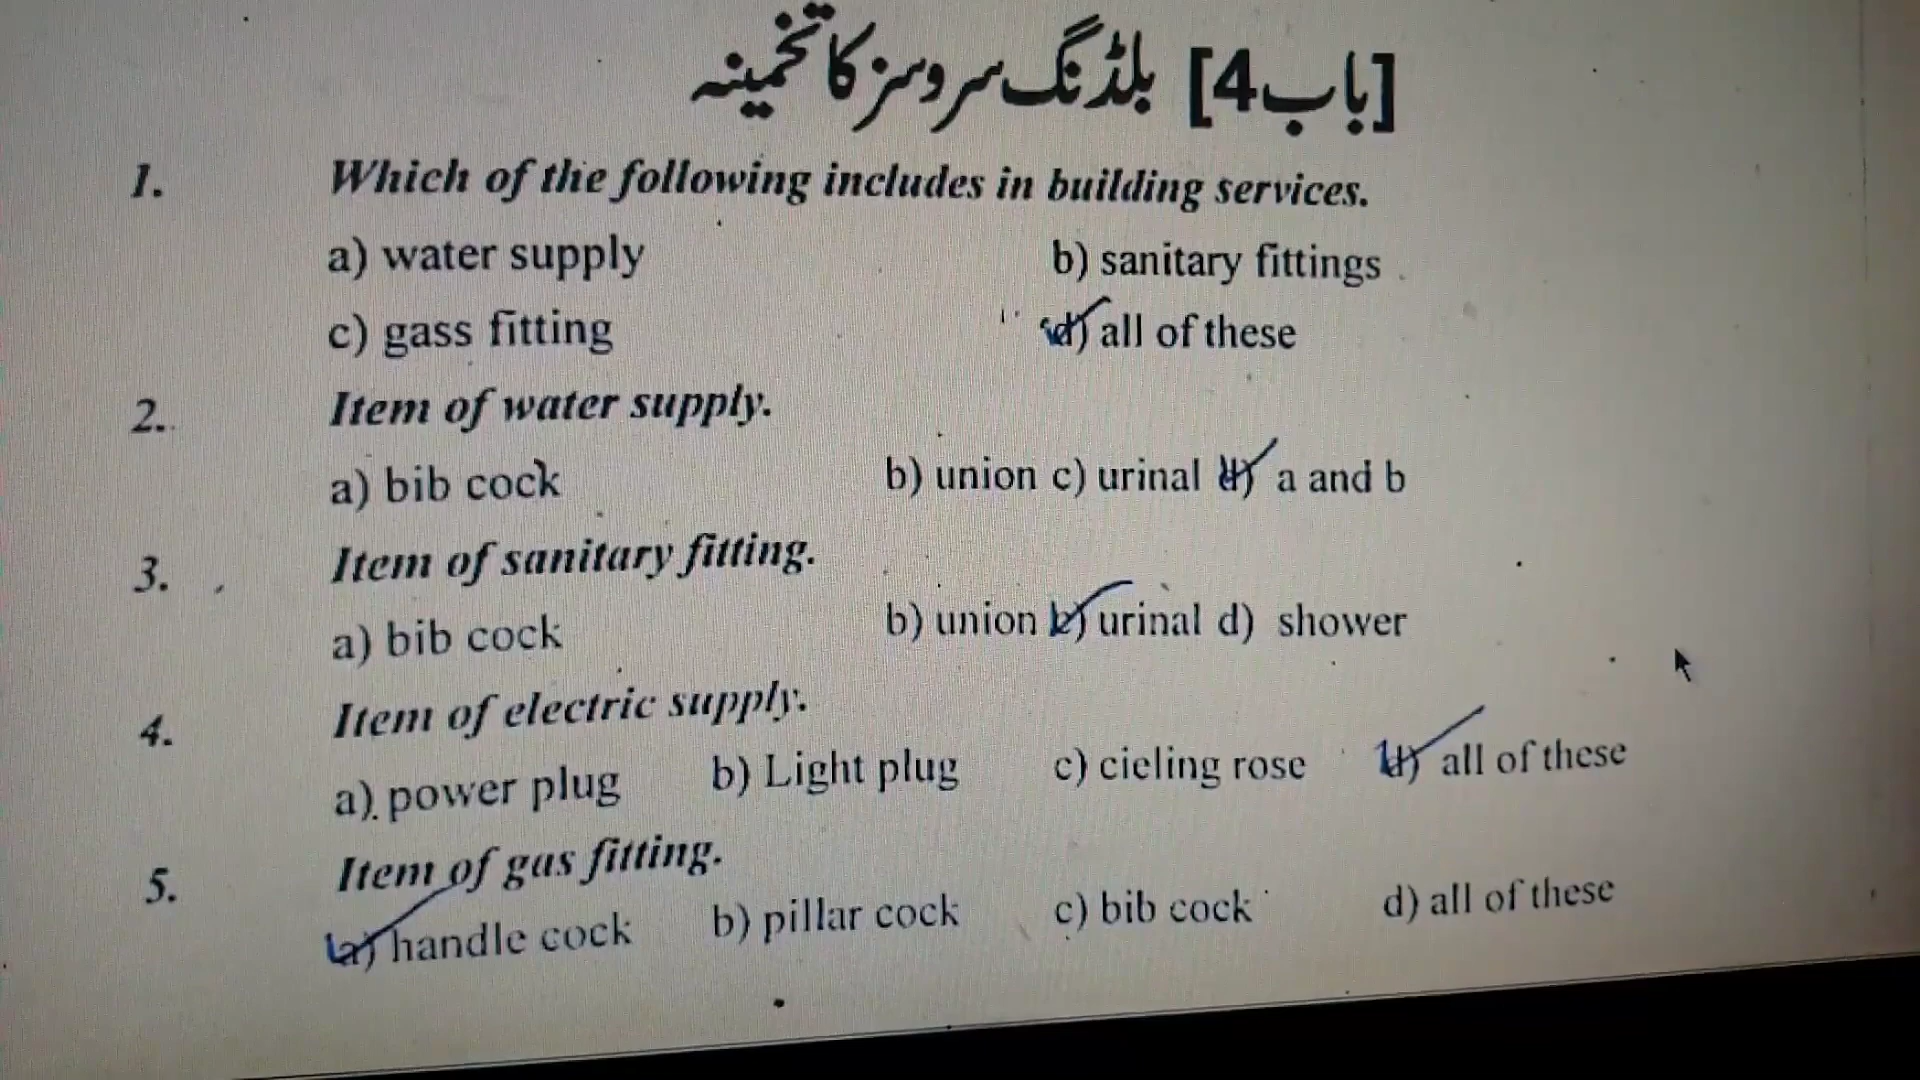 [باب4] بلڈنگ سروسز کا تخمینہ
1. Which of the following includes in building services.
a) water supply b) sanitary fittings
c) gass fitting d) all of these
2. Item of water supply.
a) bib cock b) union c) urinal d) a and b
3. Item of sanitary fitting.
a) bib cock b) union c) urinal d) shower
4. Item of electric supply.
a). power plug b) Light plug c) cieling rose d) all of these
5. Item of gas fitting.
a) handle cock b) pillar cock c) bib cock d) all of these